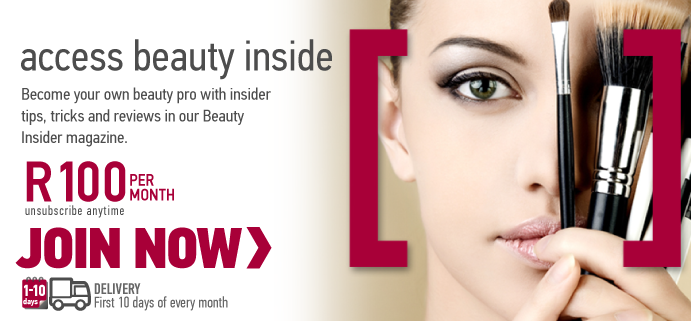 access beauty inside
Become your own beauty pro with insider
tips, tricks and reviews in our Beauty
Insider magazine.
R100 PER
MONTH
unsubscribe anytime
JOIN NOW
1-10
days
DELIVERY
First 10 days of every month